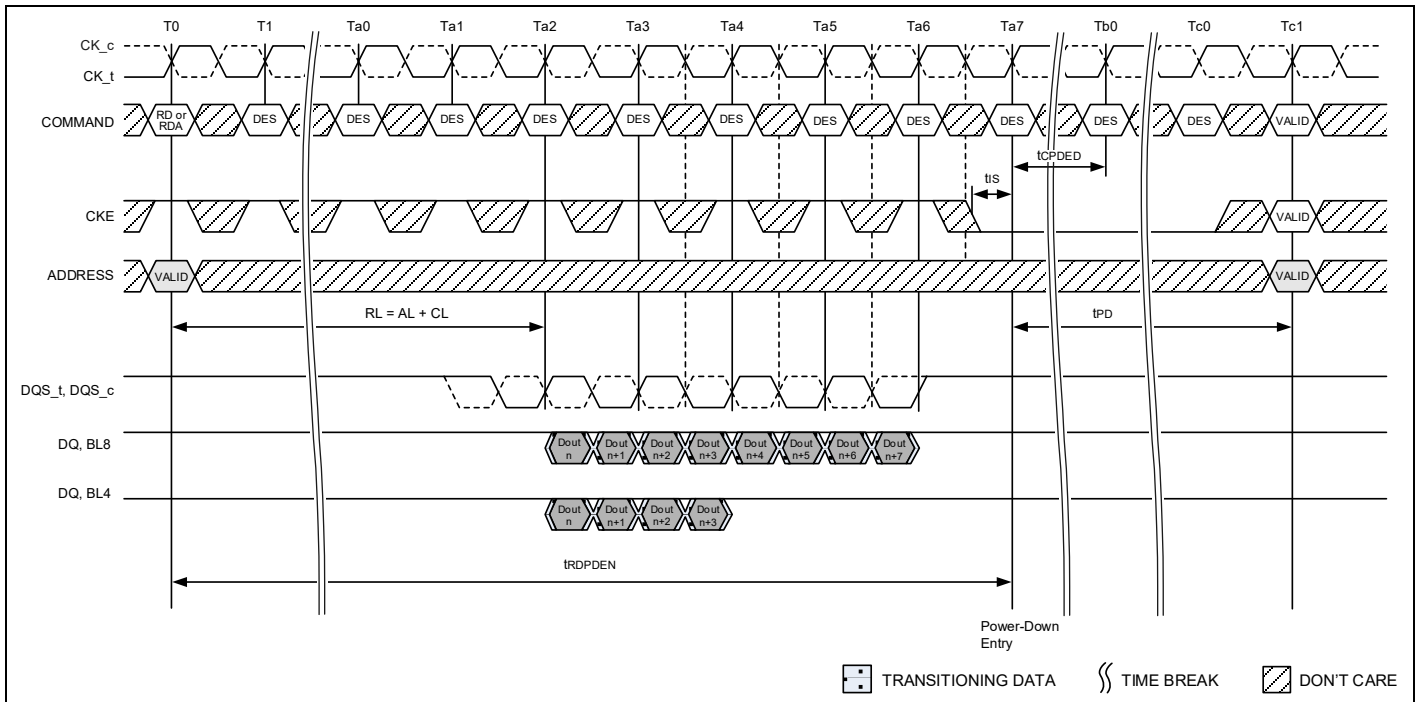 T0 T1 Ta0 Ta1 Ta2 Ta3 Ta4 Ta5 Ta6 Ta7 Tb0 Tc0 Tc1
CK_c
CK_t
COMMAND
RD or
RDA
DES DES DES DES DES DES DES DES DES DES DES VALID
tCPDED
tIS
CKE
VALID
ADDRESS
VALID VALID
RL = AL + CL
tPD
DQS_t, DQS_c
DQ, BL8
Dout Dout Dout Dout Dout Dout Dout Dout
n n+1 n+2 n+3 n+4 n+5 n+6 n+7
DQ, BL4
Dout Dout Dout Dout
n n+1 n+2 n+3
tRDPDEN
Power-Down
Entry
TRANSITIONING DATA TIME BREAK DON'T CARE